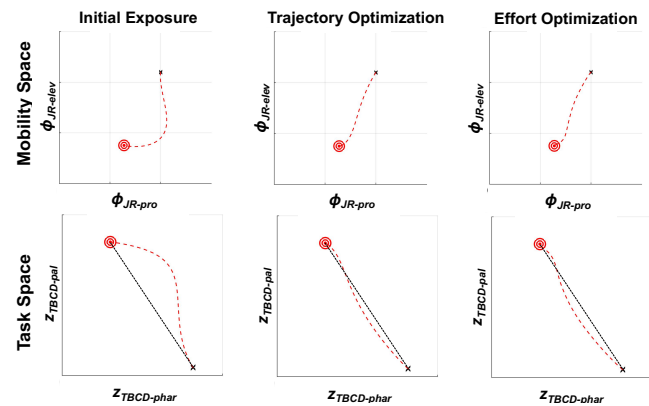 Initial Exposure
Trajectory Optimization
Effort Optimization
Mobility Space
ϕJR-elev
ϕJR-elev
ϕJR-elev
ϕJR-pro
ϕJR-pro
ϕJR-pro
Task Space
zTBCD-pal
zTBCD-pal
zTBCD-pal
zTBCD-phar
zTBCD-phar
zTBCD-phar